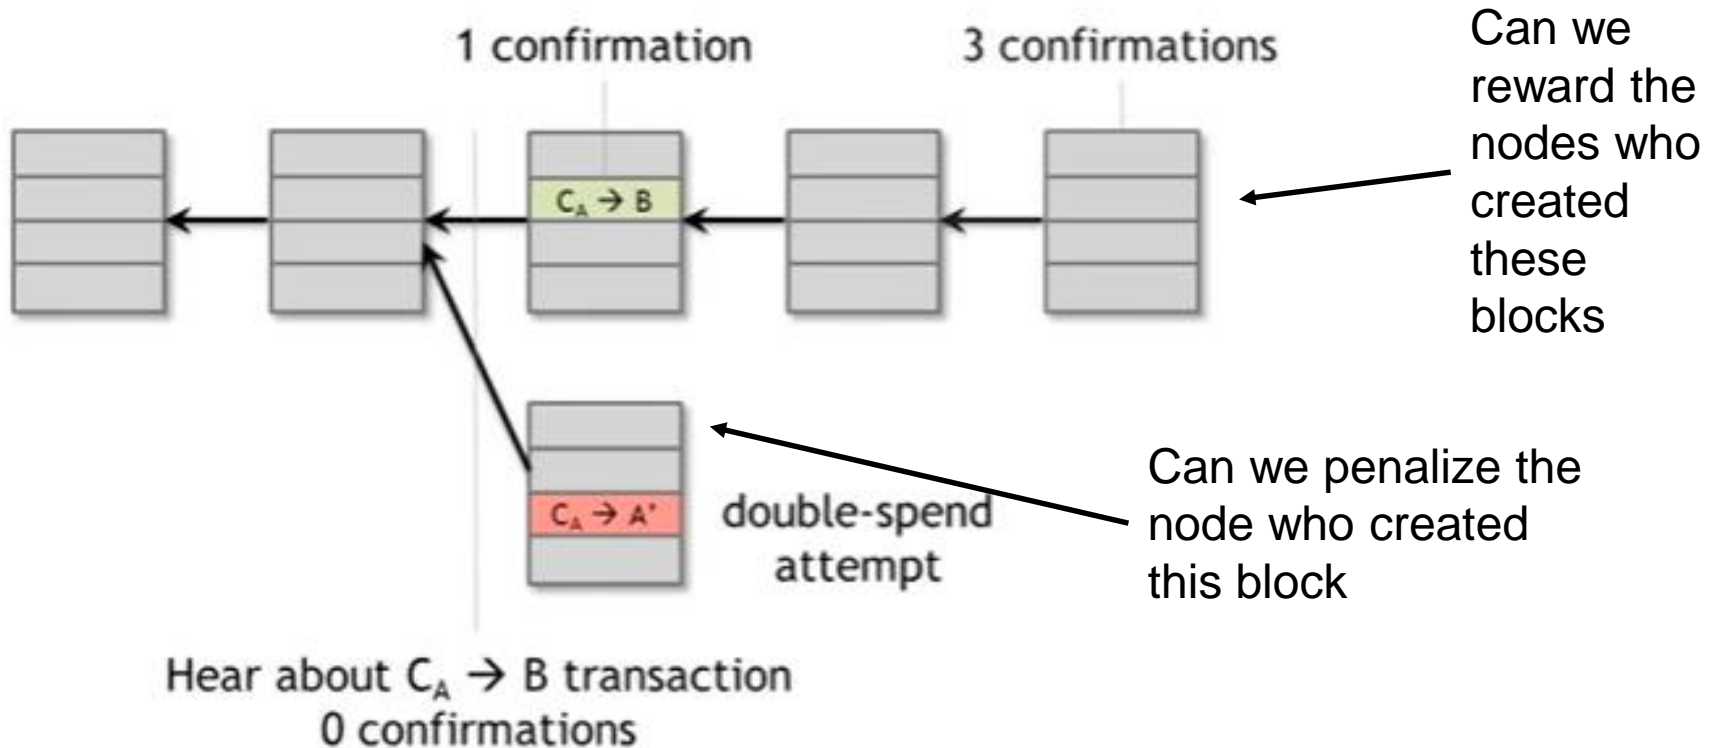 1 confirmation
3 confirmations
Can we
reward the
nodes who
created
these
blocks
C_A → B
C_A → A'
double-spend
attempt
Can we penalize the
node who created
this block
Hear about C_A → B transaction
0 confirmations